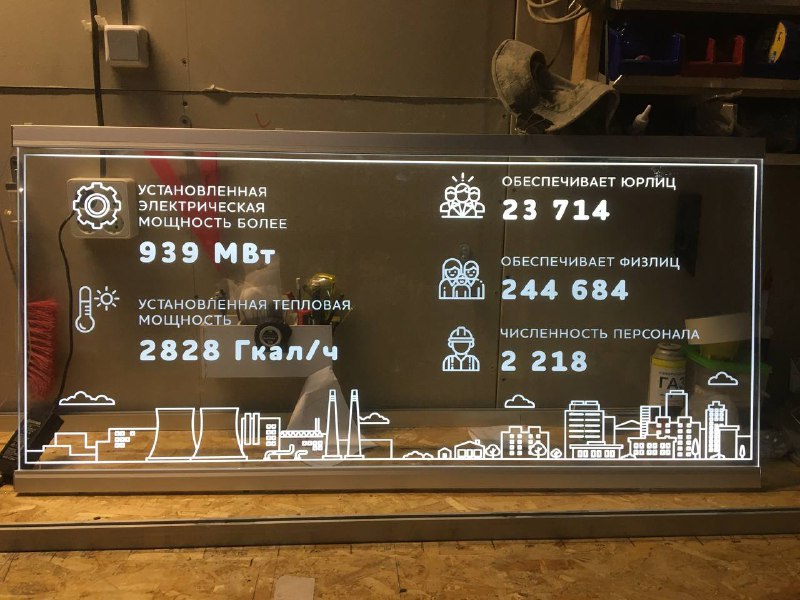 УСТАНОВЛЕННАЯ
ЭЛЕКТРИЧЕСКАЯ
МОЩНОСТЬ БОЛЕЕ
939 МВт
УСТАНОВЛЕННАЯ ТЕПЛОВАЯ
МОЩНОСТЬ
2828 Гкал/ч
ОБЕСПЕЧИВАЕТ ЮРЛИЦ
23 714
ОБЕСПЕЧИВАЕТ ФИЗЛИЦ
244 684
ЧИСЛЕННОСТЬ ПЕРСОНАЛА
2 218
ГАЗ